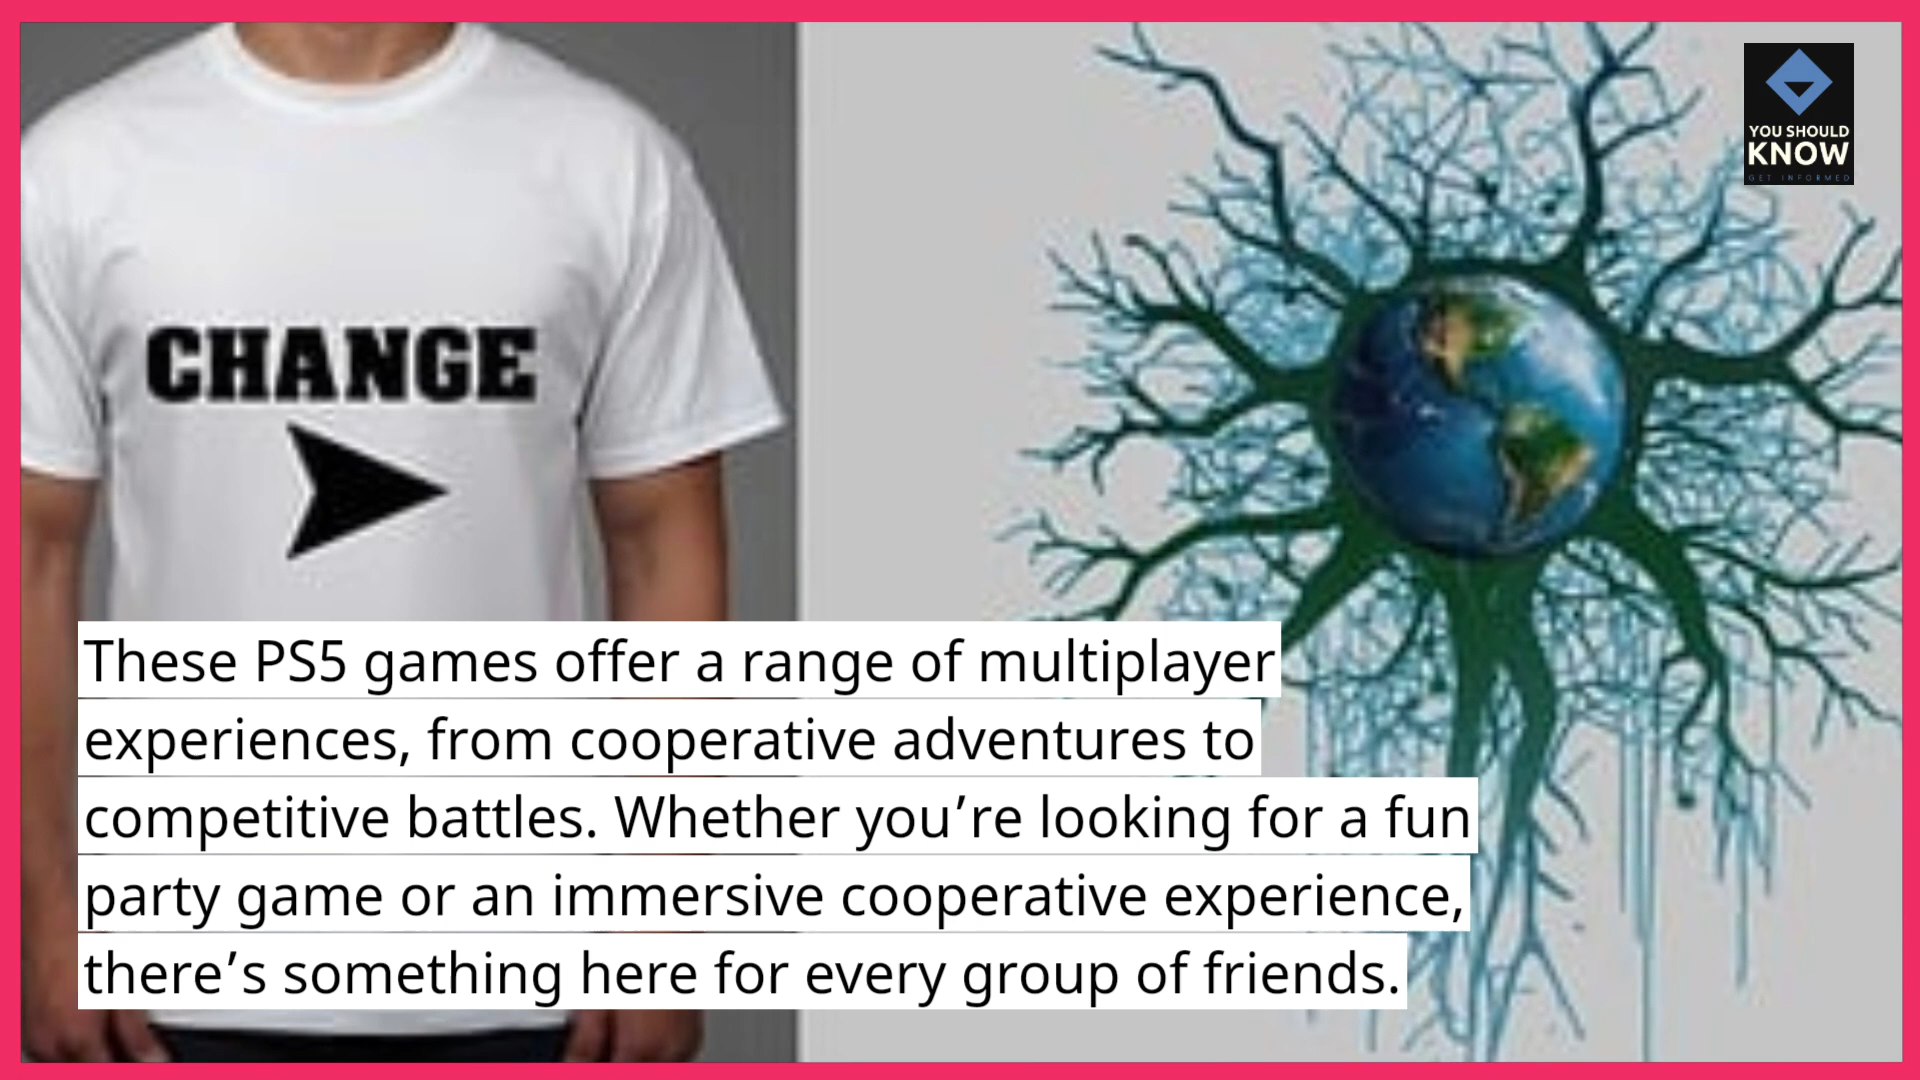 YOU SHOULD
KNOW
GET INFORMED
CHANGE
These PS5 games offer a range of multiplayer
experiences, from cooperative adventures to
competitive battles. Whether you’re looking for a fun
party game or an immersive cooperative experience,
there’s something here for every group of friends.